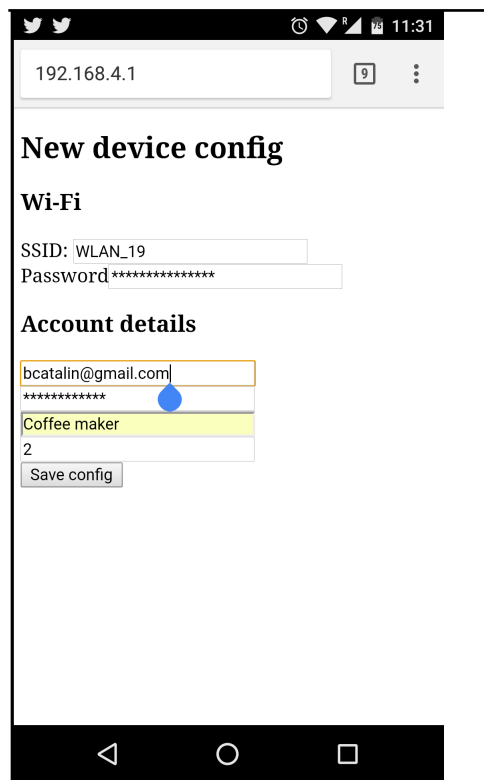 R 75 11:31
192.168.4.1 9
New device config
Wi-Fi
SSID: WLAN_19
Password***************
Account details
bcatalin@gmail.com
************
Coffee maker
2
Save config